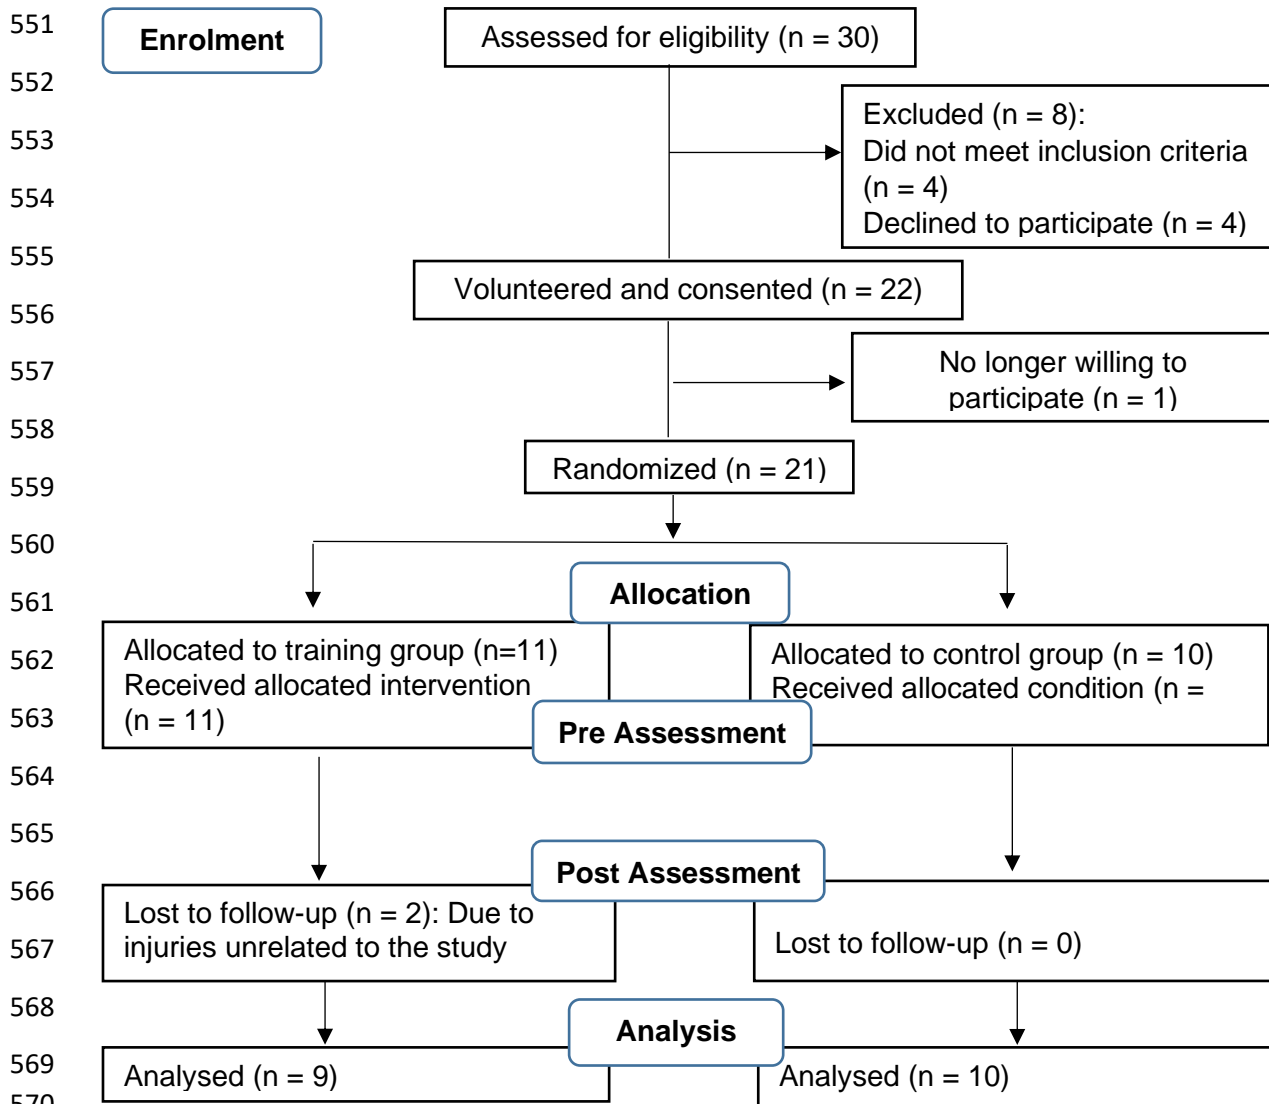 551
Enrolment
Assessed for eligibility (n = 30)
552
Excluded (n = 8):
553
Did not meet inclusion criteria
(n = 4)
554
Declined to participate (n = 4)
555
Volunteered and consented (n = 22)
556
557
No longer willing to
participate (n = 1)
558
Randomized (n = 21)
559
560
Allocation
561
Allocated to training group (n=11)
Received allocated intervention
(n = 11)
562
Allocated to control group (n = 10)
Received allocated condition (n =
563
Pre Assessment
564
565
Post Assessment
566
Lost to follow-up (n = 2): Due to
injuries unrelated to the study
567
Lost to follow-up (n = 0)
568
Analysis
569
Analysed (n = 9)
Analysed (n = 10)
570